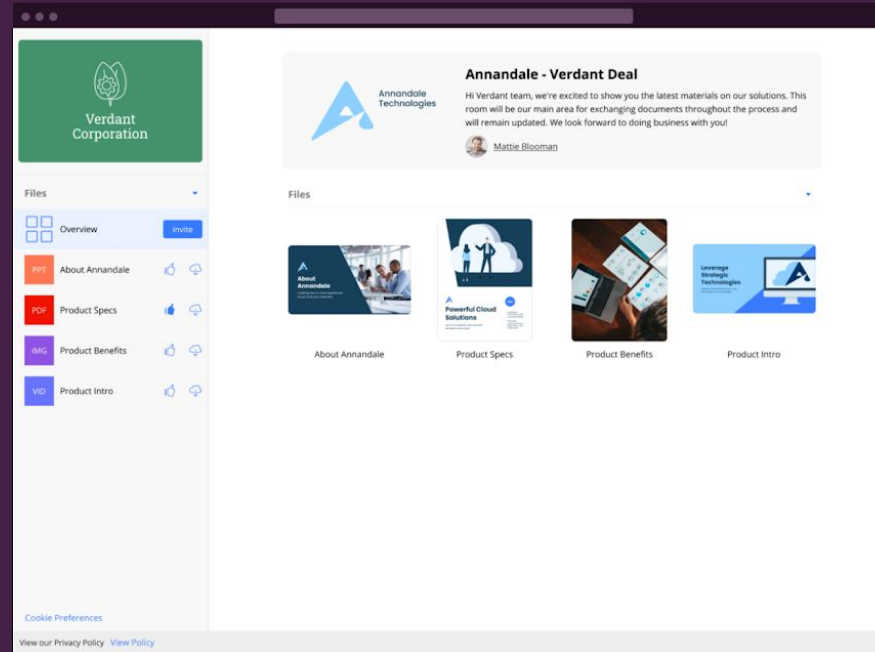 Verdant
Corporation
Files
Overview
Invite
PPT
About Annandale
PDF
Product Specs
IMG
Product Benefits
VID
Product Intro
Cookie Preferences
View our Privacy Policy View Policy
Annandale
Technologies
Annandale - Verdant Deal
Hi Verdant team, we're excited to show you the latest materials on our solutions. This
room will be our main area for exchanging documents throughout the process and
will remain updated. We look forward to doing business with you!
Mattie Blooman
Files
About
Annandale
Powerful Cloud
Solutions
Leverage
Strategic
Technologies
About Annandale
Product Specs
Product Benefits
Product Intro